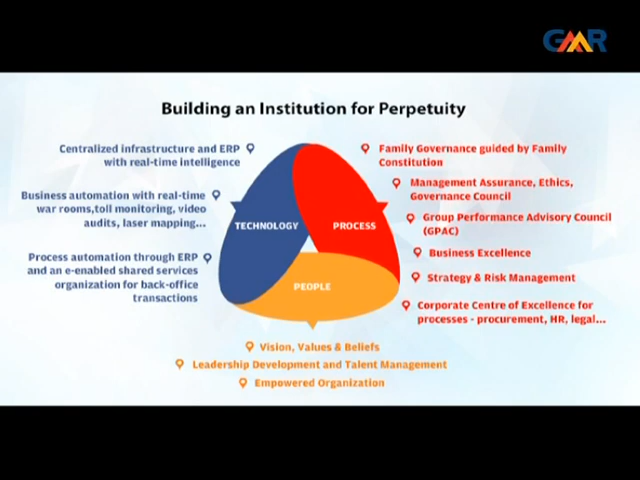 GMR
Building an Institution for Perpetuity
Centralized infrastructure and ERP
with real-time intelligence
Business automation with real-time
war rooms,toll monitoring, video
audits, laser mapping...
Process automation through ERP
and an e-enabled shared services
organization for back-office
transactions
TECHNOLOGY
PROCESS
PEOPLE
Family Governance guided by Family
Constitution
Management Assurance, Ethics,
Governance Council
Group Performance Advisory Council
(GPAC)
Business Excellence
Strategy & Risk Management
Corporate Centre of Excellence for
processes - procurement, HR, legal...
Vision, Values & Beliefs
Leadership Development and Talent Management
Empowered Organization